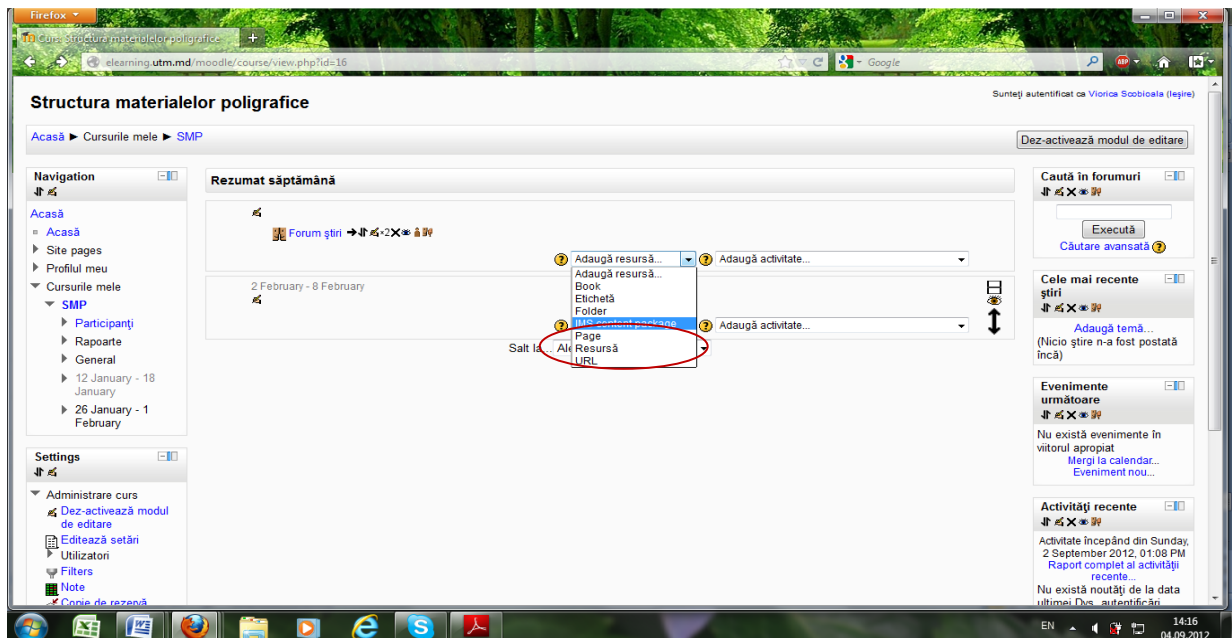 Firefox
Curs: Structura materialelor poligrafice
elearning.utm.md/moodle/course/view.php?id=16
Google
ABP
Structura materialelor poligrafice
Sunteţi autentificat ca Viorica Scobioala (Ieşire)
Acasă ► Cursurile mele ► SMP
Dez-activează modul de editare
Navigation
Acasă
Acasă
Site pages
Profilul meu
Cursurile mele
SMP
Participanţi
Rapoarte
General
12 January - 18
January
26 January - 1
February
Settings
Administrare curs
Dez-activează modul
de editare
Editează setări
Utilizatori
Filters
Note
Copie de rezervă
Rezumat săptămână
Forum ştiri
×2
Adaugă resursă...
Adaugă activitate...
Adaugă resursă...
Book
Etichetă
Folder
IMS content package
Page
Resursă
URL
2 February - 8 February
Adaugă activitate...
Salt la...
Caută în forumuri
Execută
Căutare avansată
Cele mai recente
ştiri
Adaugă temă...
(Nicio ştire n-a fost postată
încă)
Evenimente
următoare
Nu există evenimente în
viitorul apropiat
Mergi la calendar...
Eveniment nou...
Activităţi recente
Activitate începând din Sunday,
2 September 2012, 01:08 PM
Raport complet al activităţii
recente...
Nu există noutăţi de la data
ultimei Dvs. autentificări
EN
14:16
04.09.2012